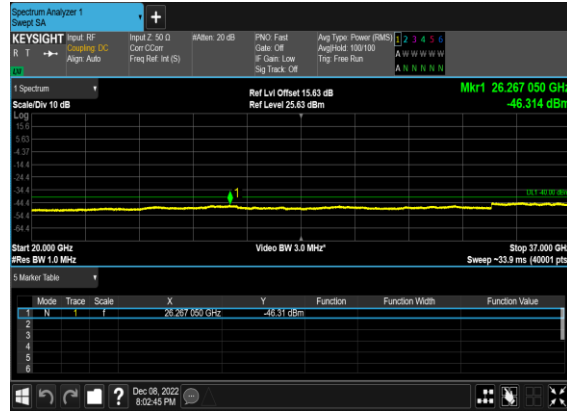 Spectrum Analyzer 1
Swept SA
+
KEYSIGHT Input: RF Input Z: 50 Ω #Atten: 20 dB PNO: Fast Avg Type: Power (RMS) 1 2 3 4 5 6
R T Coupling: DC Corr CCorr Gate: Off Avg|Hold: 100/100 A W W W W W
Align: Auto Freq Ref: Int (S) IF Gain: Low Trig: Free Run
LV Sig Track: Off A N N N N N
1 Spectrum Ref Lvl Offset 15.63 dB Mkr1 26.267 050 GHz
Scale/Div 10 dB Ref Level 25.63 dBm -46.314 dBm
Log
15.6
5.63
-4.37
-14.4
-24.4
-34.4 1 DL1 -40.00 dBm
-44.4
-54.4
-64.4
Start 20.000 GHz Video BW 3.0 MHz* Stop 37.000 GHz
#Res BW 1.0 MHz Sweep ~33.9 ms (40001 pts)
5 Marker Table
Mode Trace Scale X Y Function Function Width Function Value
1 N 1 f 26.267 050 GHz -46.31 dBm
2
3
4
5
6
? Dec 08, 2022
8:02:45 PM